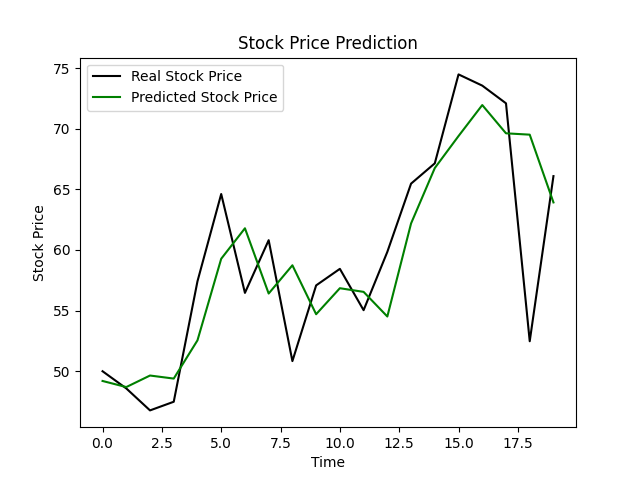 Stock Price Prediction
Real Stock Price
Predicted Stock Price
75
70
65
60
55
50
Stock Price
0.0 2.5 5.0 7.5 10.0 12.5 15.0 17.5
Time